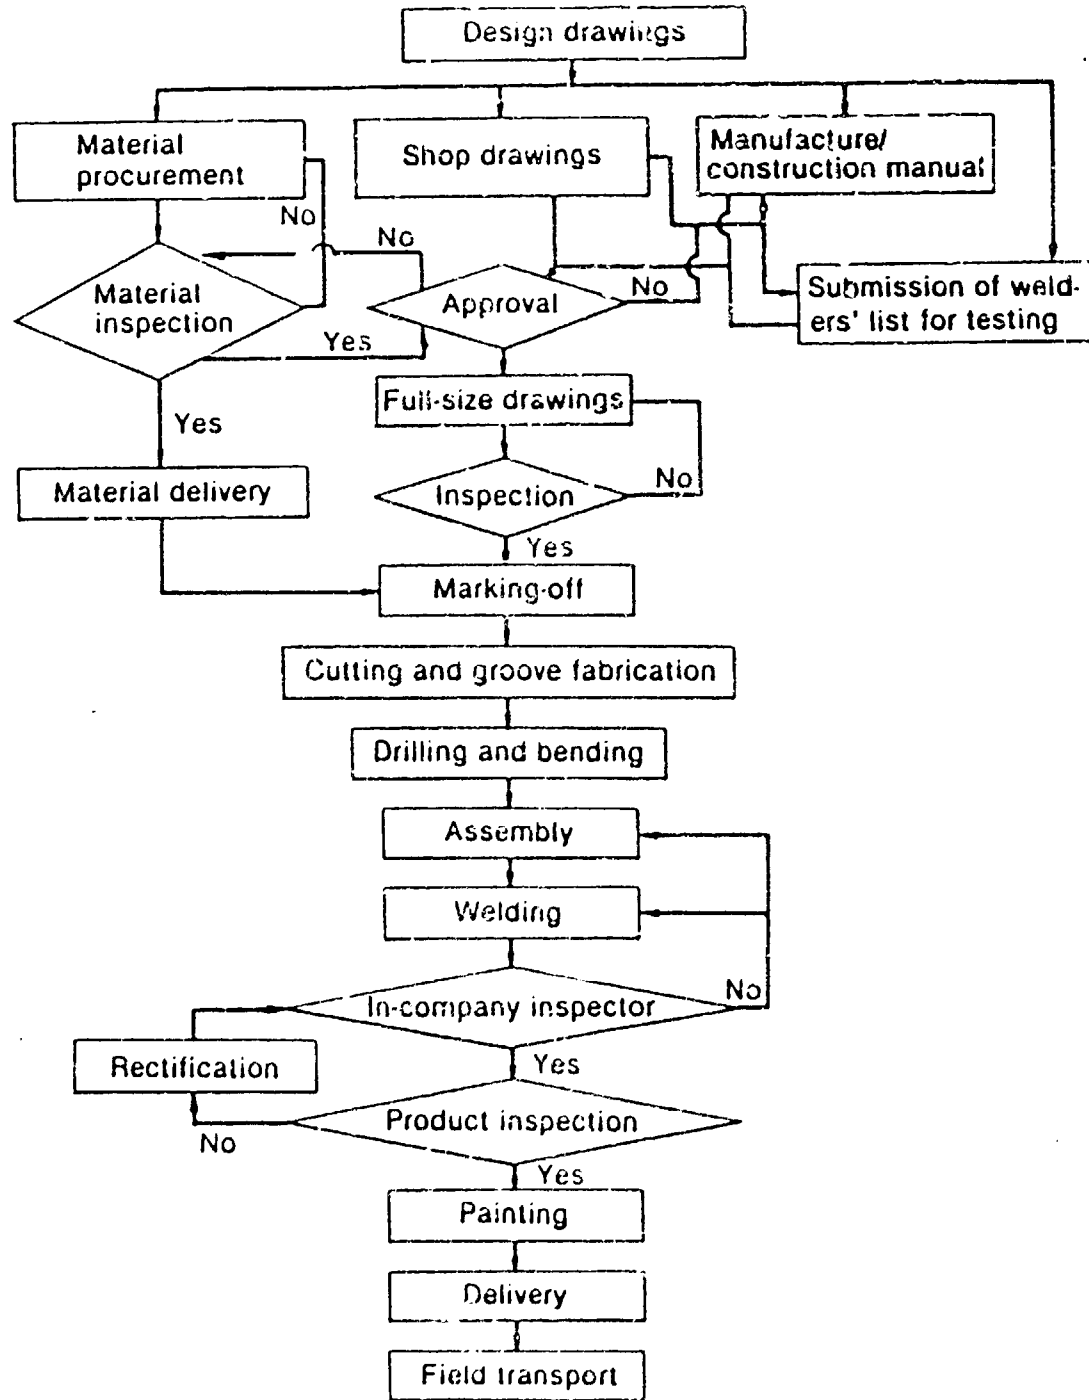 Design drawings
Material
procurement
Shop drawings
Manufacture/
construction manual
No
No
Material
inspection
Approval
No
Submission of weld-
ers' list for testing
Yes
Full-size drawings
Yes
No
Material delivery
Inspection
Yes
Marking-off
Cutting and groove fabrication
Drilling and bending
Assembly
Welding
No
In-company inspector
Rectification
Yes
Product inspection
No
Yes
Painting
Delivery
Field transport